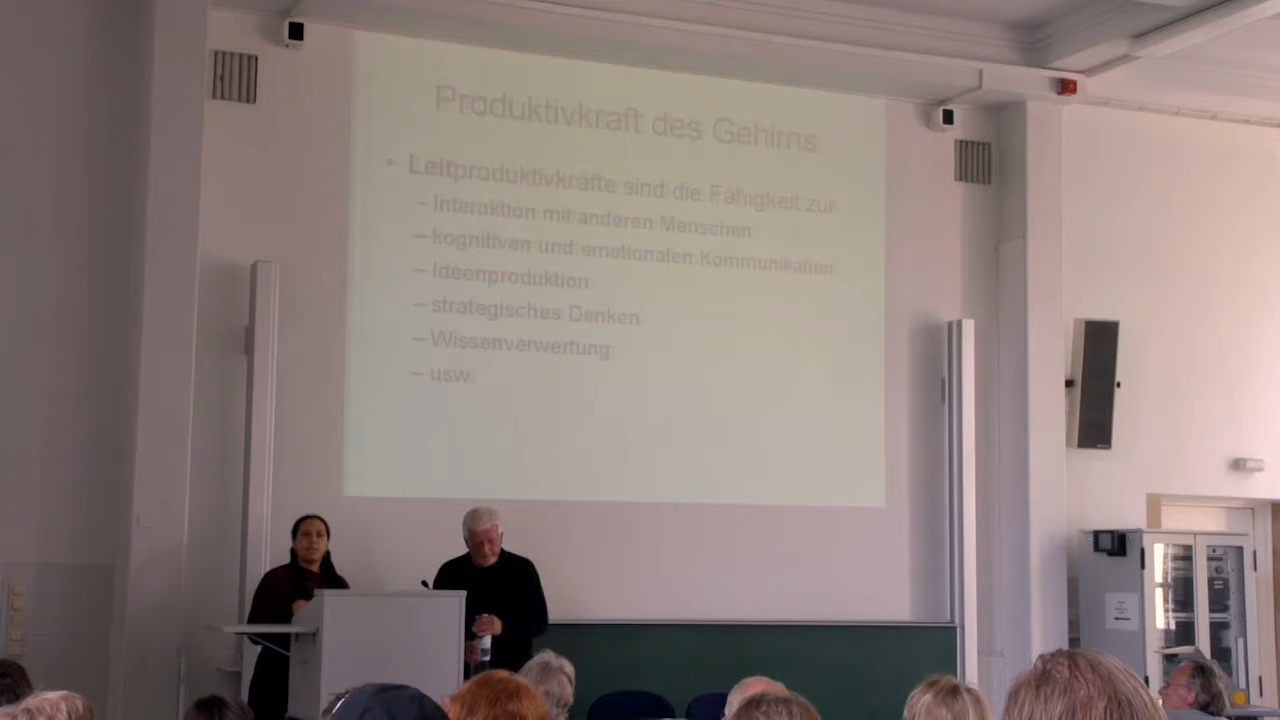 Produktivkraft des Gehirns
• Leitproduktivkräfte sind die Fähigkeit zur
– Interaktion mit anderen Menschen
– kognitiven und emotionalen Kommunikation
– Ideenproduktion
– strategisches Denken
– Wissenverwertung
– usw.